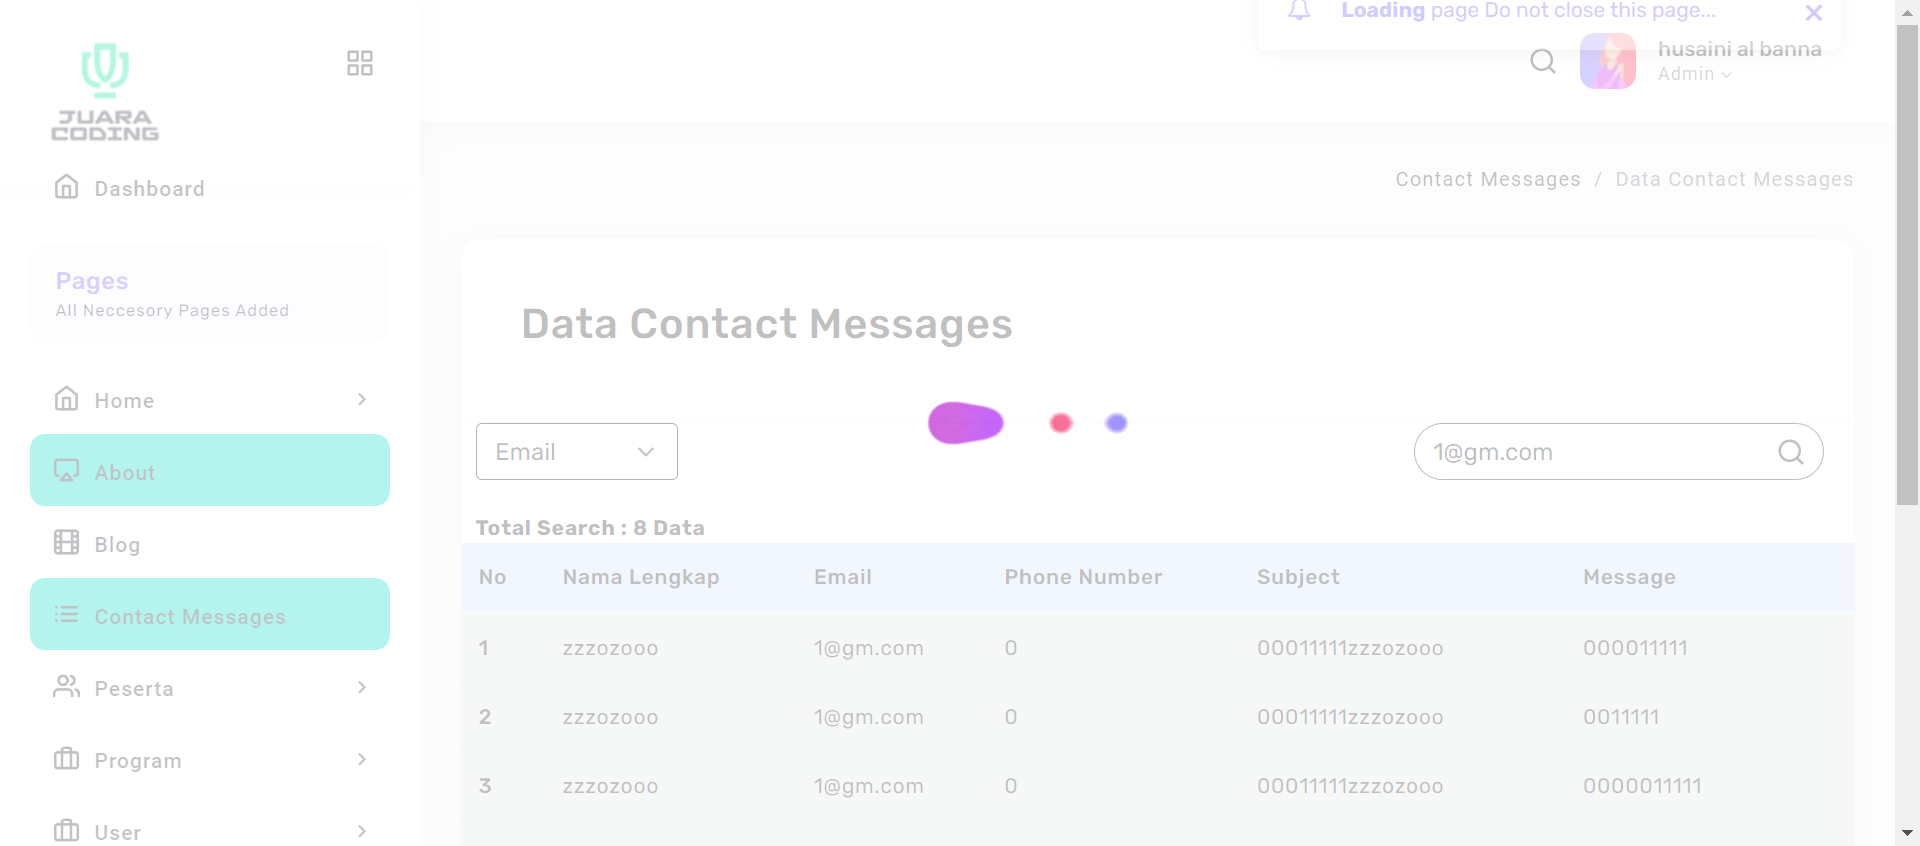 Loading page Do not close this page...
JUARA
CODING
husaini al banna
Admin
Dashboard
Contact Messages / Data Contact Messages
Pages
All Neccesory Pages Added
Data Contact Messages
Home
About
Email
1@gm.com
Blog
Total Search : 8 Data
No Nama Lengkap Email Phone Number Subject Message
Contact Messages
1 zzzozooo 1@gm.com 0 00011111zzzozooo 000011111
Peserta
2 zzzozooo 1@gm.com 0 00011111zzzozooo 0011111
Program
3 zzzozooo 1@gm.com 0 00011111zzzozooo 0000011111
User